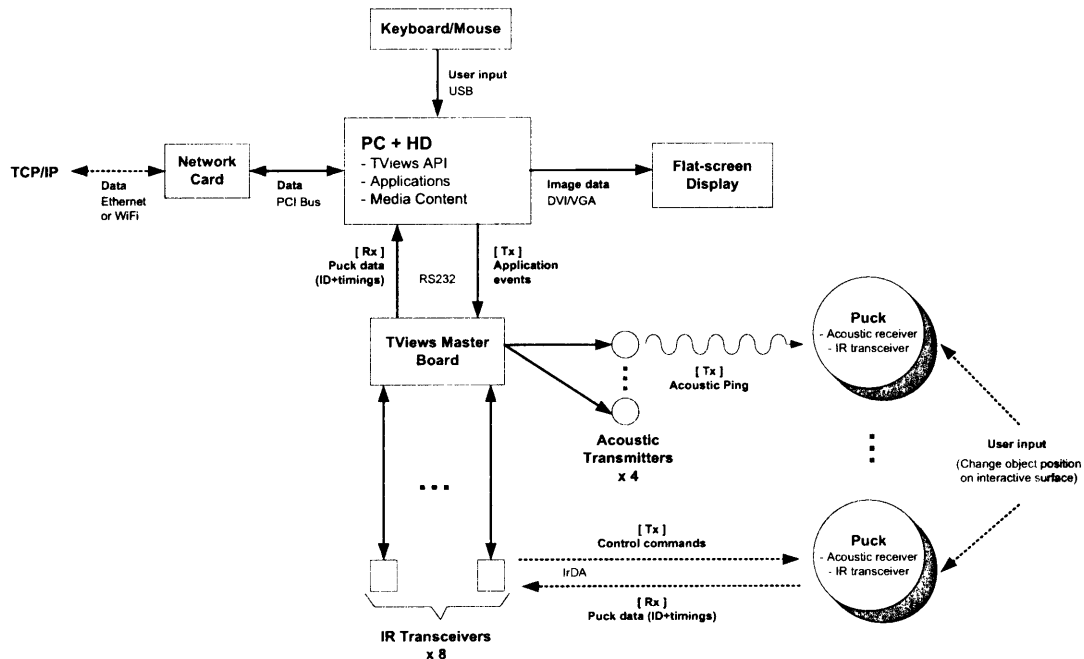 Keyboard/Mouse
User input
USB
PC + HD
- TViews API
- Applications
- Media Content
TCP/IP
Data
Ethernet
or WiFi
Network
Card
Data
PCI Bus
Image data
DVI/VGA
Flat-screen
Display
[ Rx ]
Puck data
(ID+timings)
RS232
[ Tx ]
Application
events
TViews Master
Board
[ Tx ]
Acoustic Ping
Acoustic
Transmitters
x 4
Puck
- Acoustic receiver
- IR transceiver
User input
(Change object position
on interactive surface)
[ Tx ]
Control commands
IrDA
[ Rx ]
Puck data (ID+timings)
Puck
- Acoustic receiver
- IR transceiver
IR Transceivers
x 8